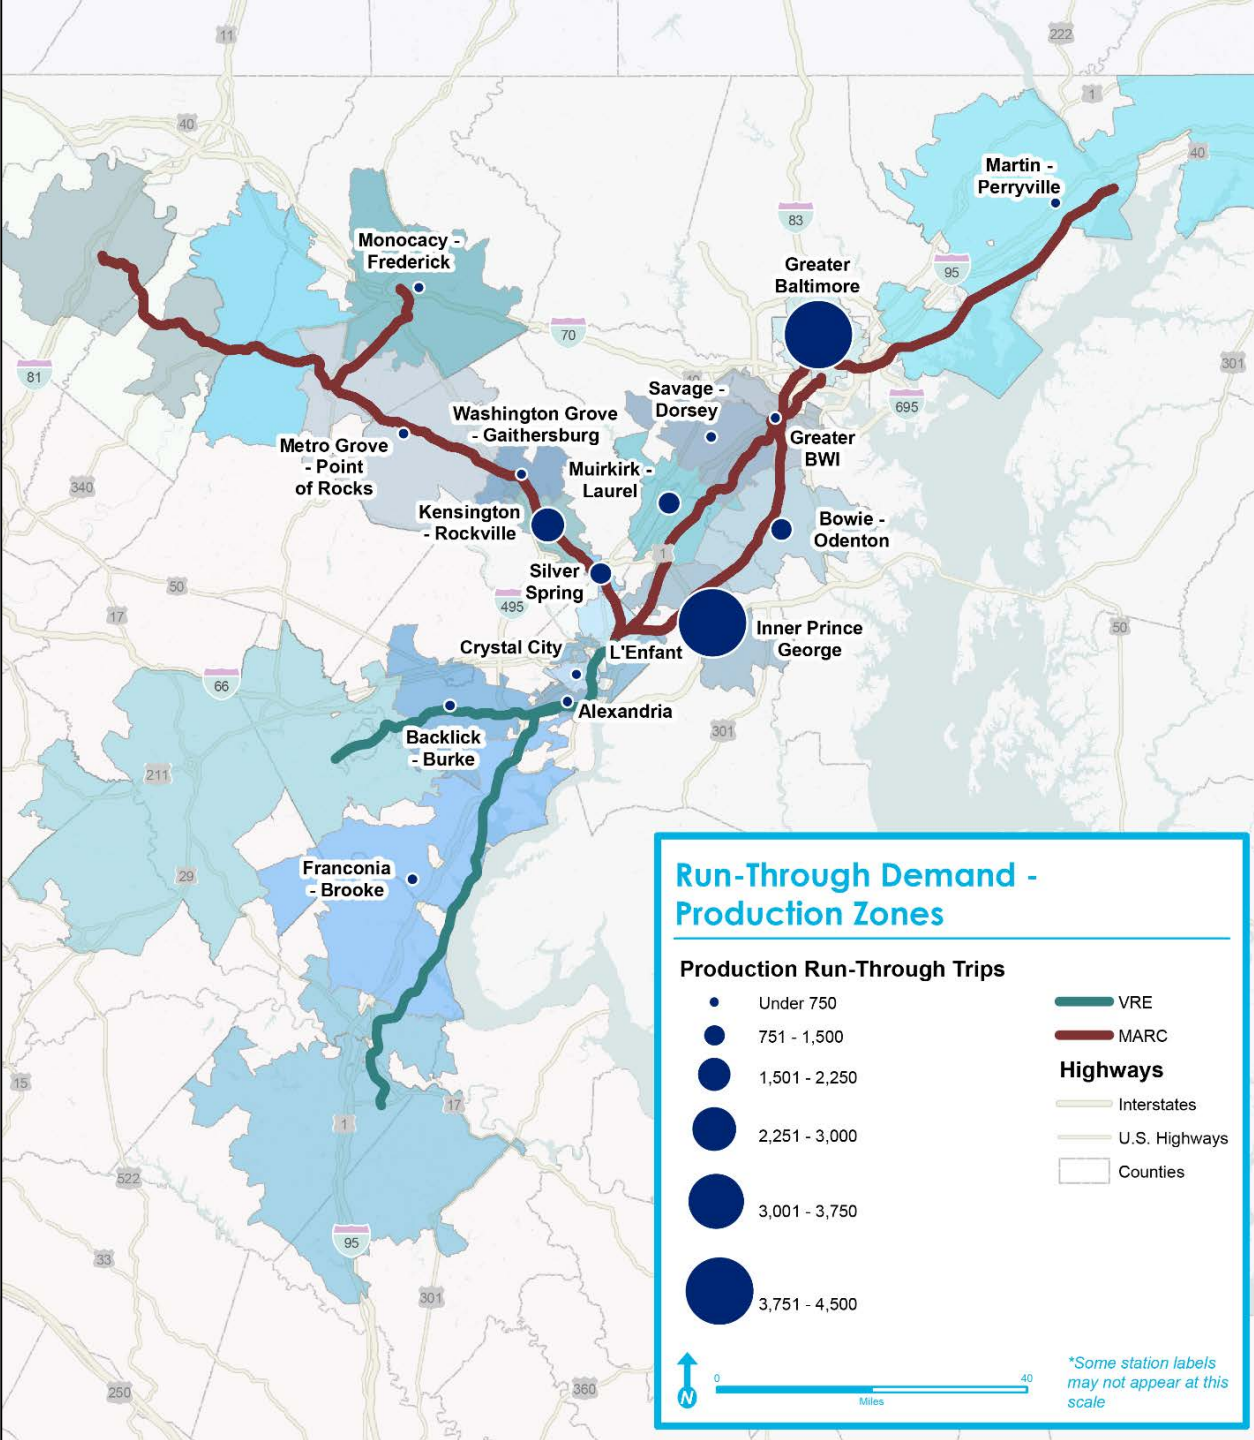 11
222
1
40
40
Martin -
Perryville
83
Monocacy -
Frederick
Greater
Baltimore
95
70
301
81
Savage -
Dorsey
695
Washington Grove
- Gaithersburg
Greater
BWI
Metro Grove
- Point
of Rocks
Muirkirk -
Laurel
340
Kensington
- Rockville
Bowie -
Odenton
1
Silver
Spring
50
495
17
50
Inner Prince
George
Crystal City
L'Enfant
66
Alexandria
301
Backlick
- Burke
211
Franconia
- Brooke
29
15
17
1
522
95
33
301
250
360
Run-Through Demand -
Production Zones
Production Run-Through Trips
Under 750
751 - 1,500
1,501 - 2,250
2,251 - 3,000
3,001 - 3,750
3,751 - 4,500
VRE
MARC
Highways
Interstates
U.S. Highways
Counties
N
0
40
Miles
*Some station labels
may not appear at this
scale